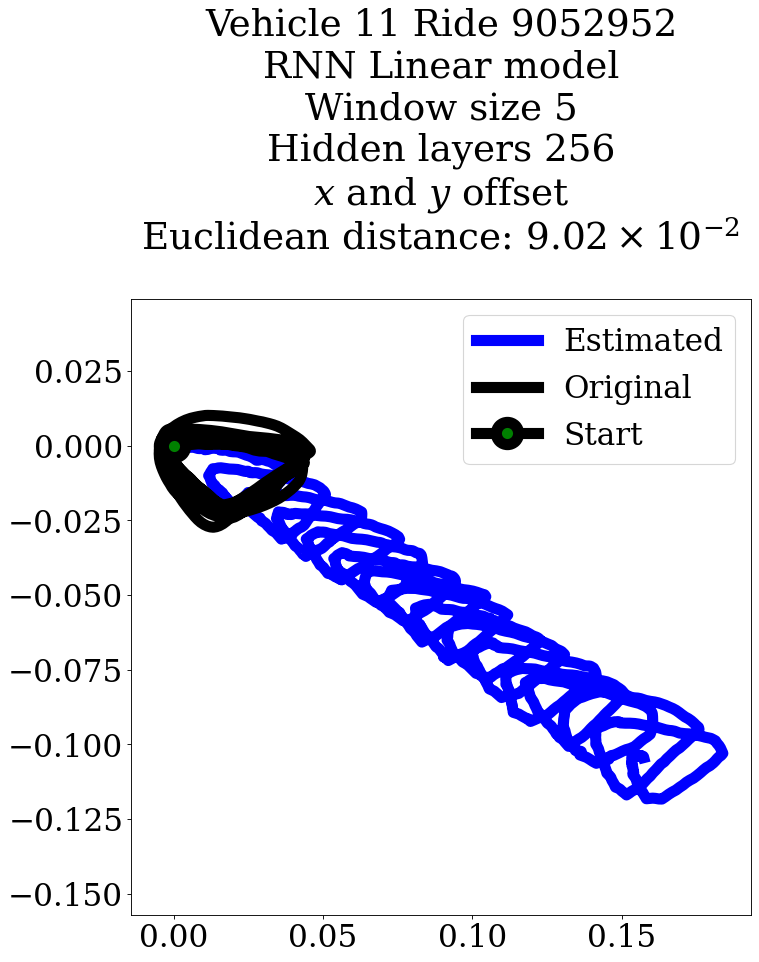 Vehicle 11 Ride 9052952
RNN Linear model
Window size 5
Hidden layers 256
x and y offset
Euclidean distance: 9.02 × 10⁻²
Estimated
Original
Start
0.025
0.000
−0.025
−0.050
−0.075
−0.100
−0.125
−0.150
0.00 0.05 0.10 0.15